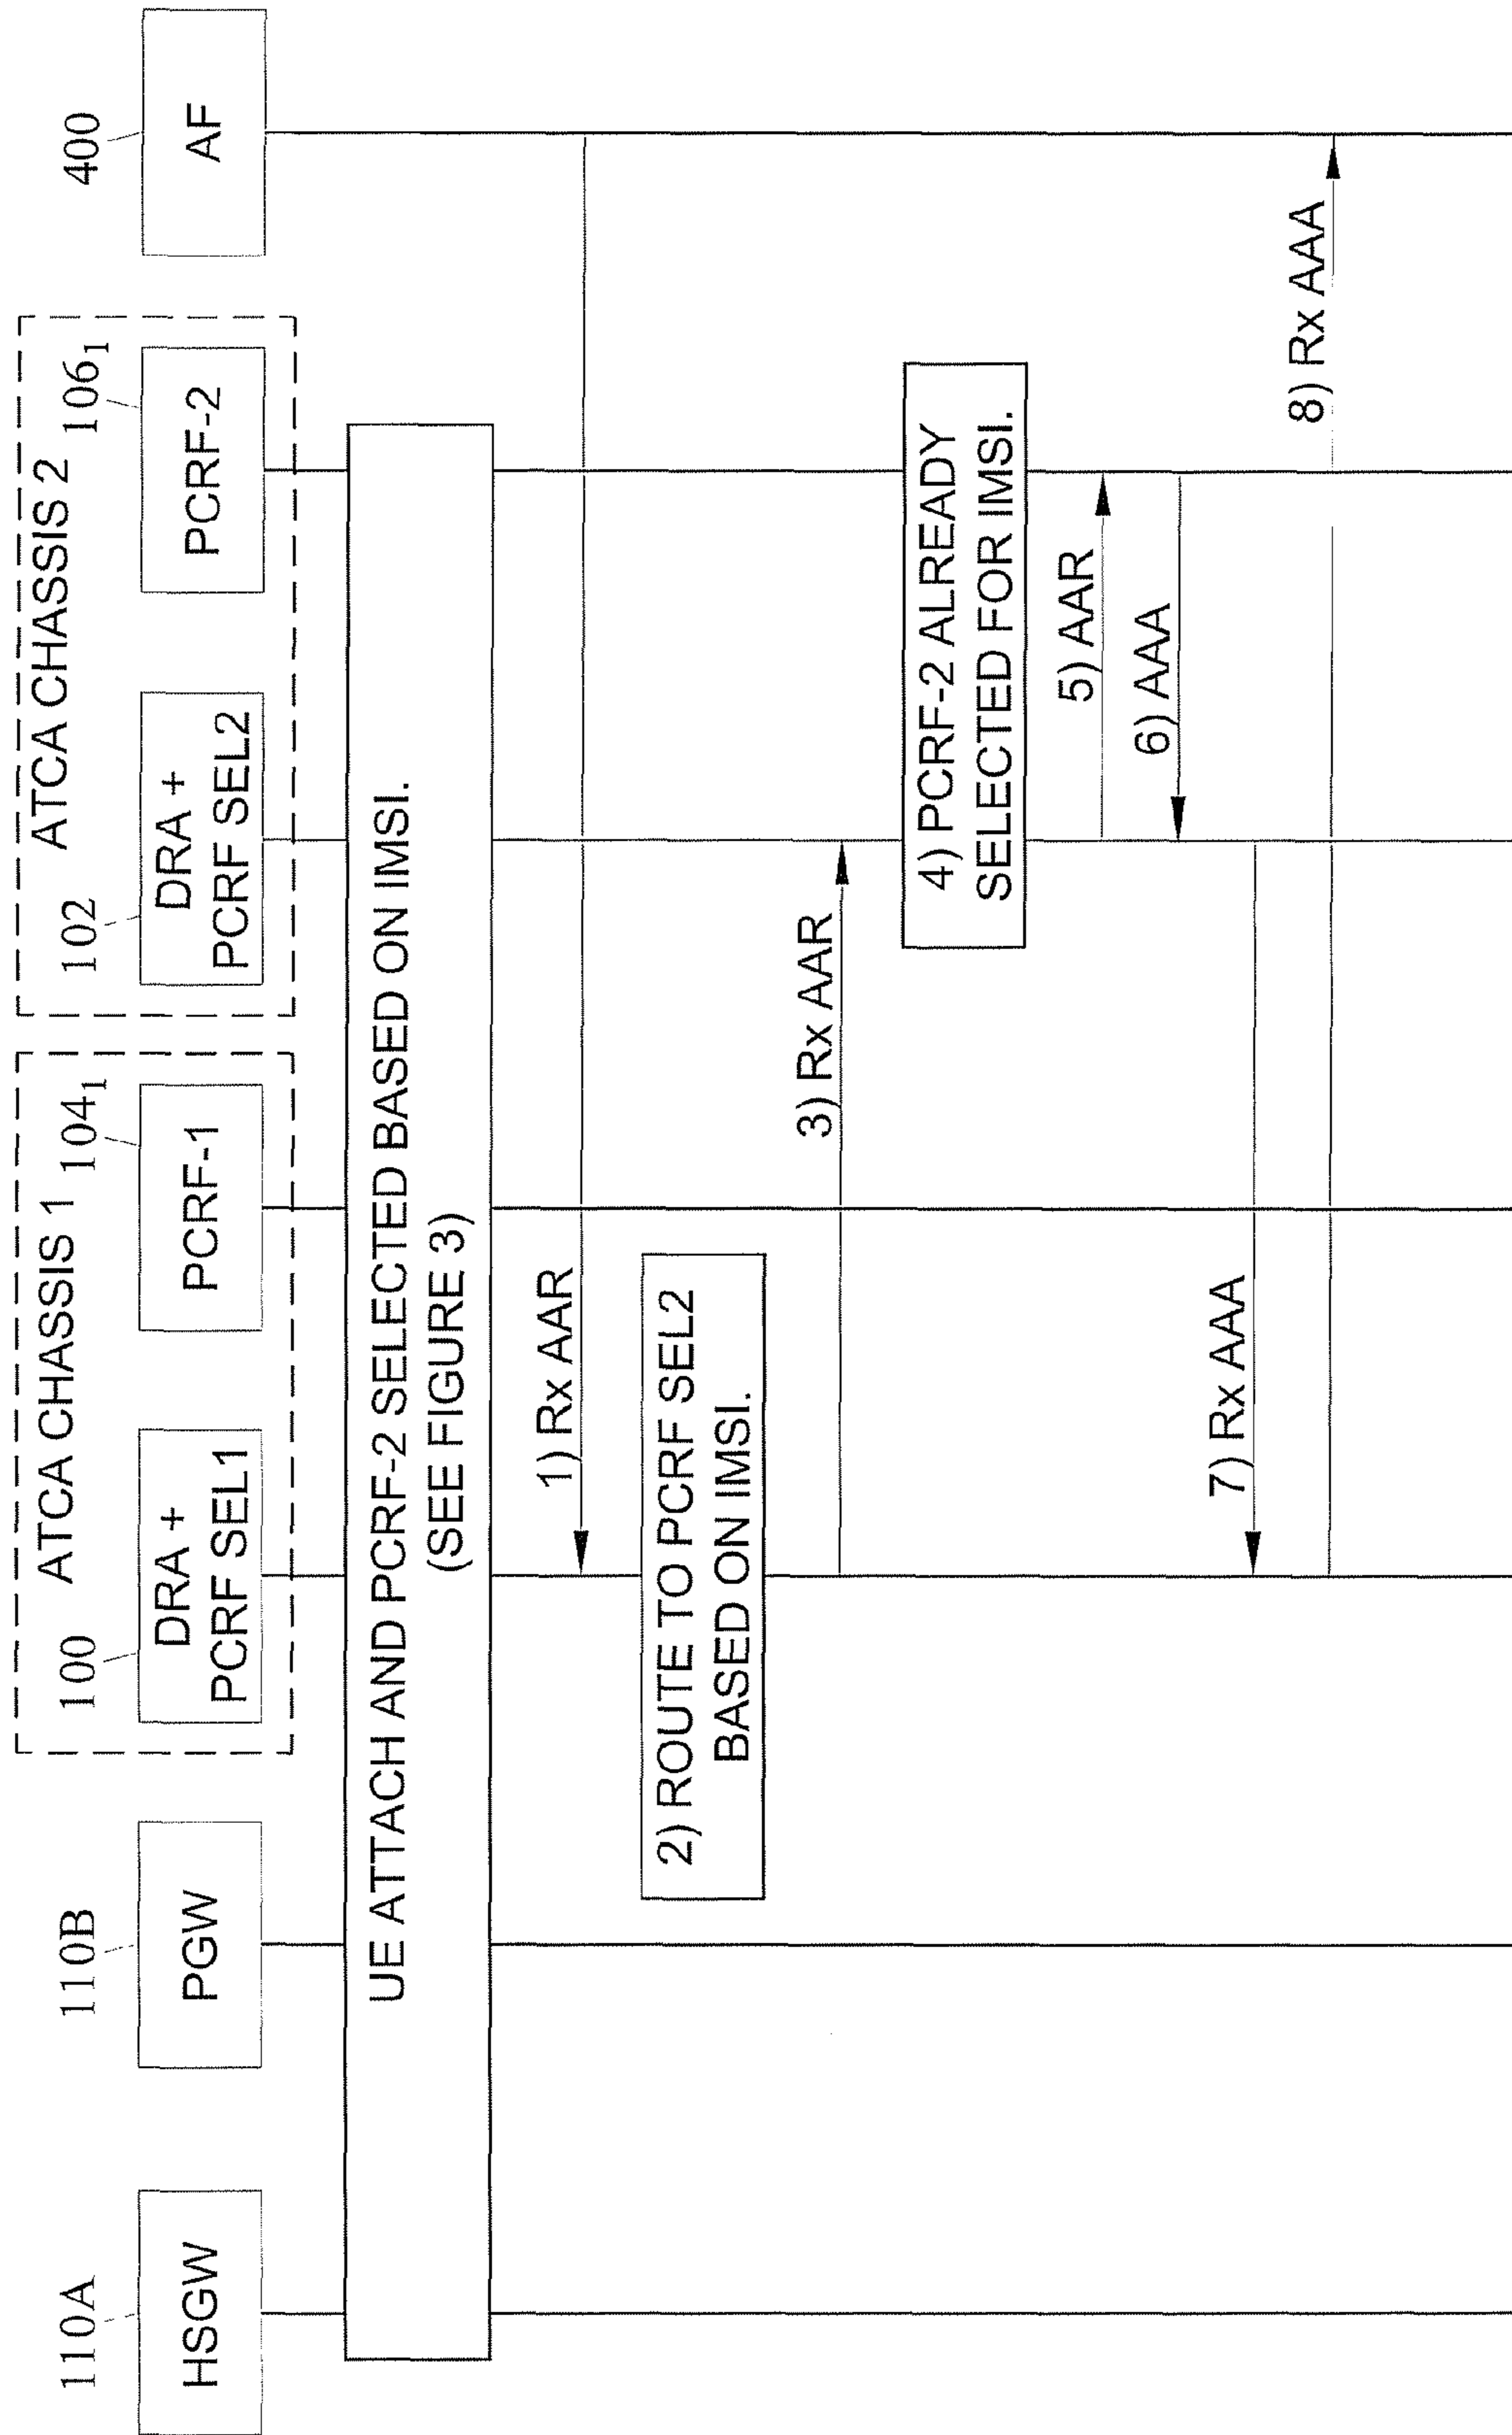 110A
HSGW
110B
PGW
ATCA CHASSIS 1
100
DRA +
PCRF SEL1
104₁
PCRF-1
ATCA CHASSIS 2
102
DRA +
PCRF SEL2
106₁
PCRF-2
400
AF
UE ATTACH AND PCRF-2 SELECTED BASED ON IMSI.
(SEE FIGURE 3)
1) Rx AAR
2) ROUTE TO PCRF SEL2
BASED ON IMSI.
3) Rx AAR
4) PCRF-2 ALREADY
SELECTED FOR IMSI.
5) AAR
6) AAA
7) Rx AAA
8) Rx AAA